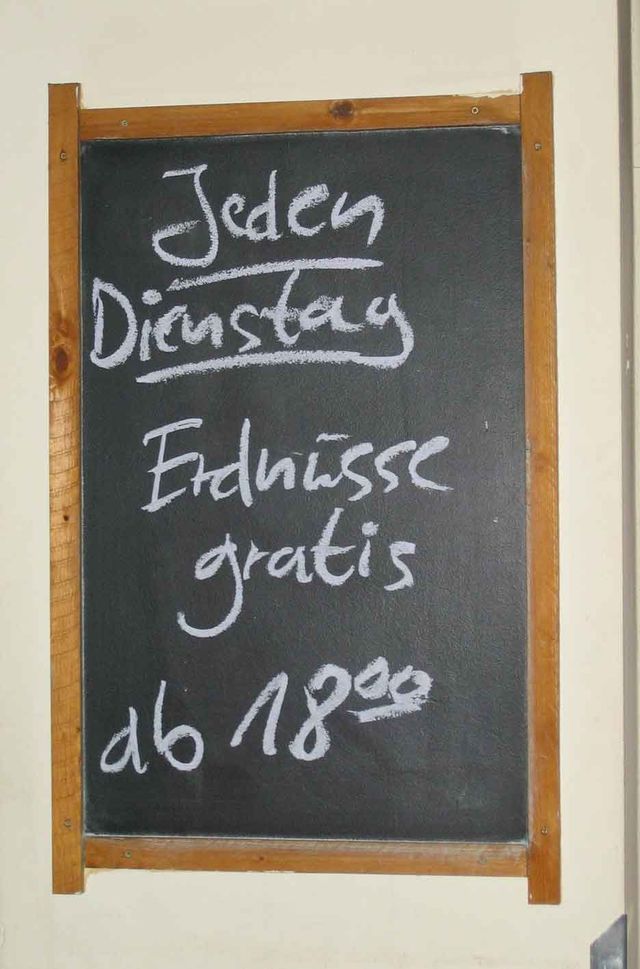 Jeden
Dienstag
Erdnüsse
gratis
ab 18⁰⁰